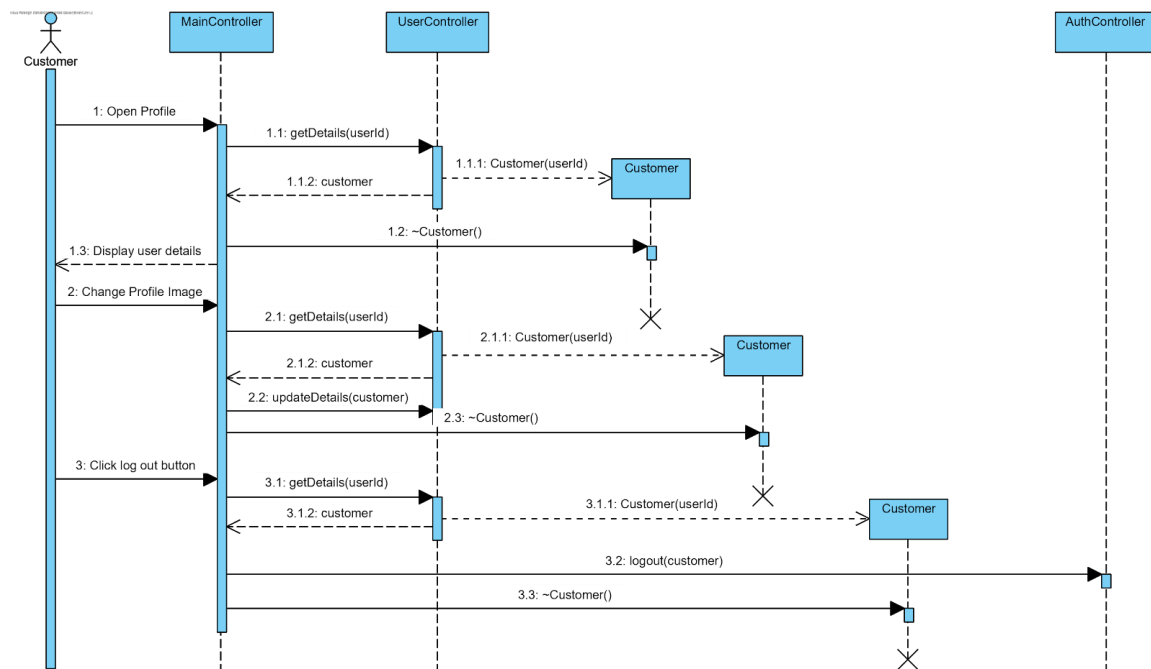 MainController
UserController
AuthController
Customer
1: Open Profile
1.1: getDetails(userId)
1.1.1: Customer(userId)
Customer
1.1.2: customer
1.2: ~Customer()
1.3: Display user details
2: Change Profile Image
2.1: getDetails(userId)
2.1.1: Customer(userId)
Customer
2.1.2: customer
2.2: updateDetails(customer)
2.3: ~Customer()
3: Click log out button
3.1: getDetails(userId)
3.1.1: Customer(userId)
Customer
3.1.2: customer
3.2: logout(customer)
3.3: ~Customer()